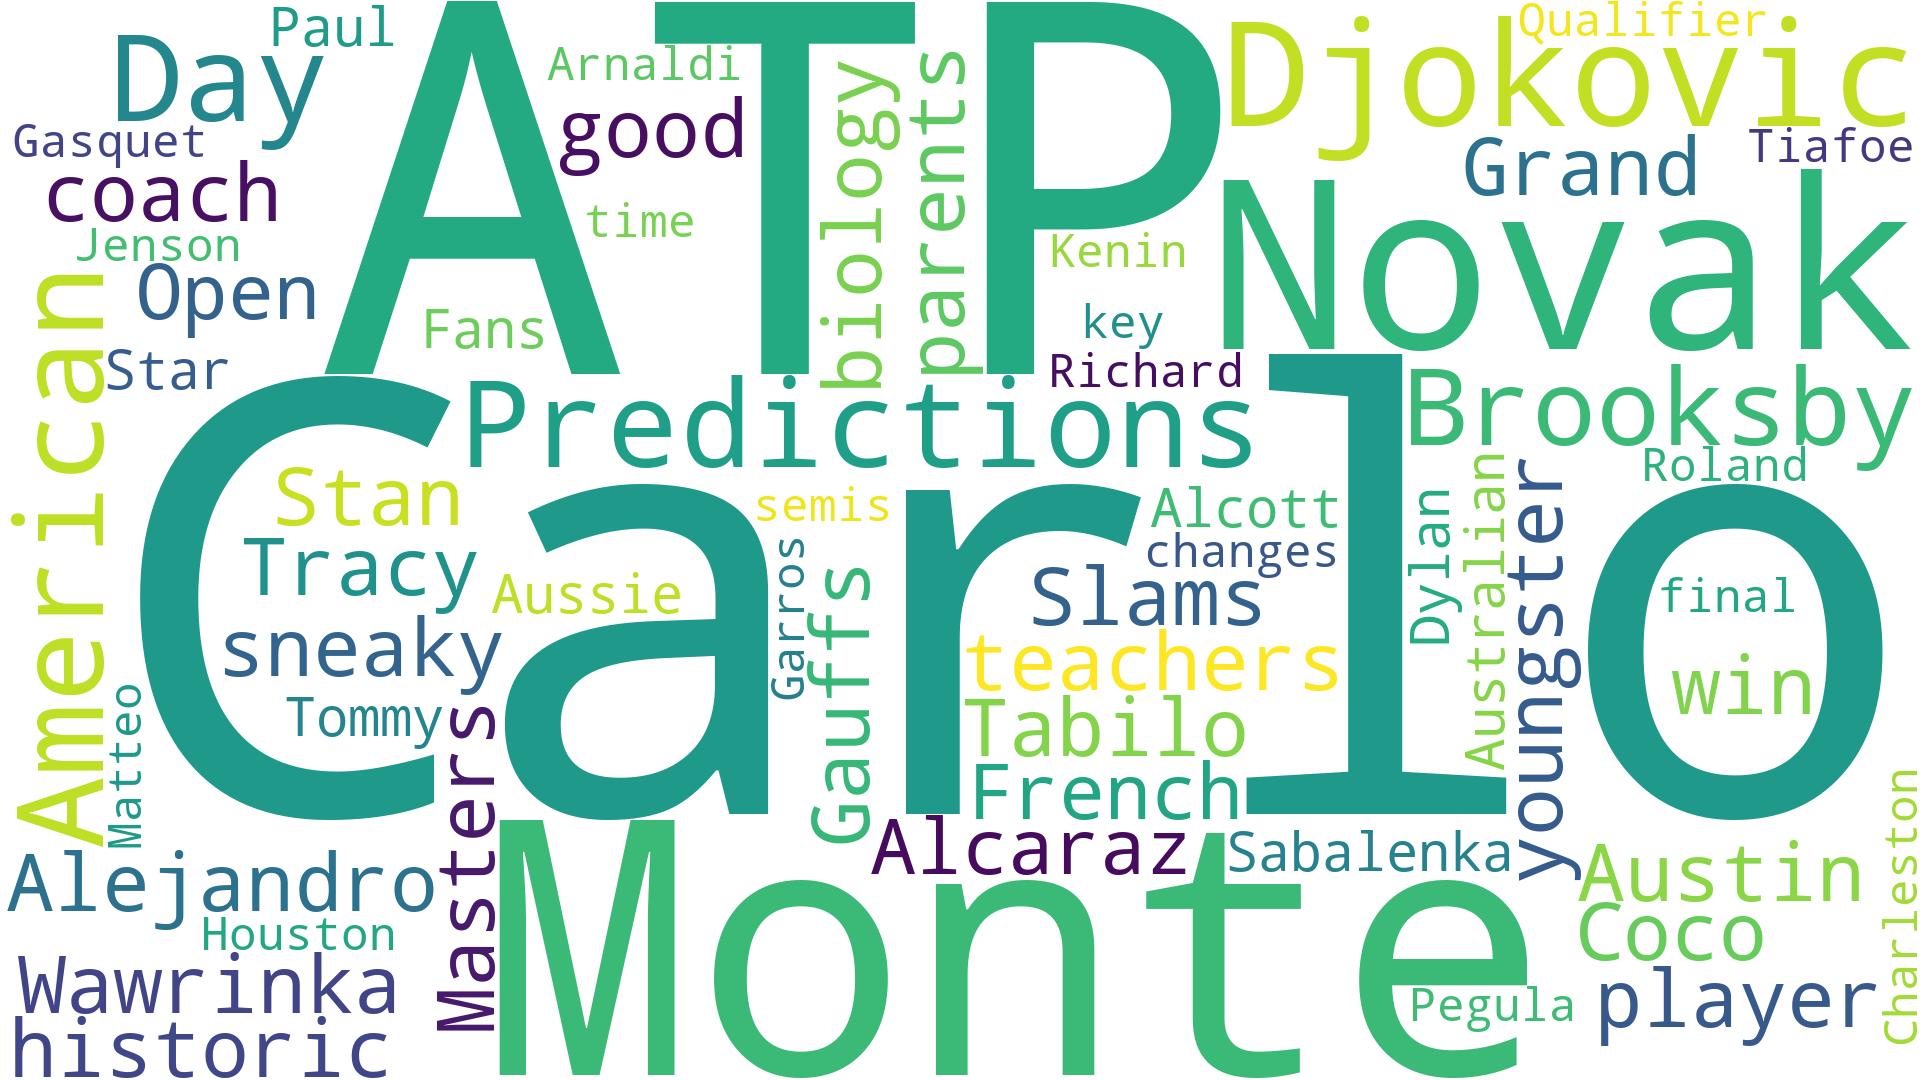 Paul
ATP
Djokovic
Qualifier
Day
Arnaldi
good
biology
parents
Gasquet
Grand
Tiafoe
coach
time
Novak
Jenson
Kenin
American
Open
Fans
key
Star
Richard
Carlo
Predictions
Brooksby
Stan
semis
Alcott
Dylan
Australian
youngster
Roland
Tracy
Aussie
Garros
Gauffs
changes
Slams
final
sneaky
teachers
win
Matteo
Tommy
Masters
Tabilo
French
Alejandro
Monte
Alcaraz
Sabalenka
Austin
Charleston
Houston
Coco
Wawrinka
Pegula
player
historic